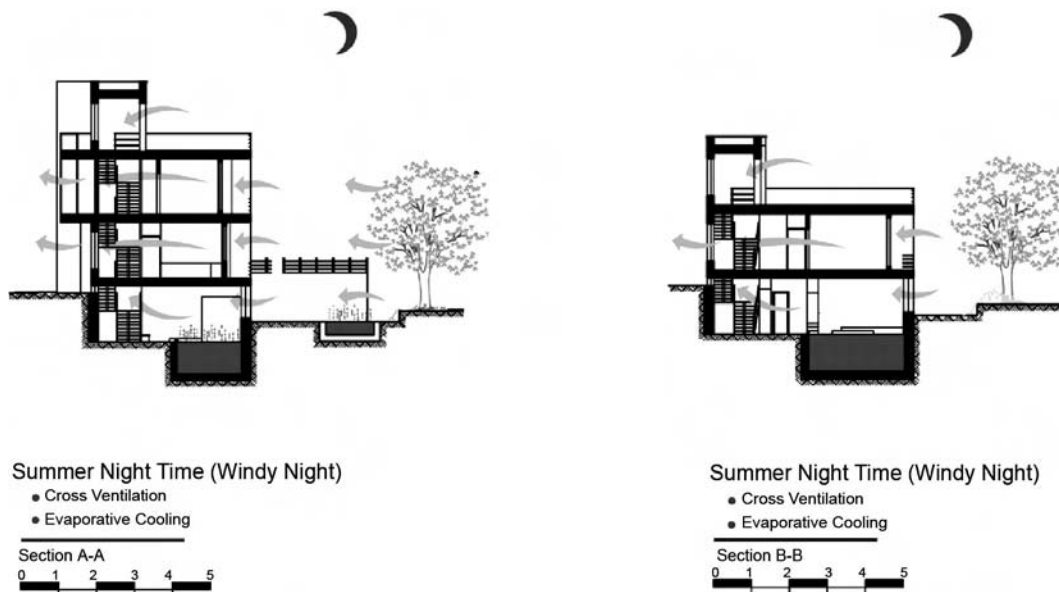 Summer Night Time (Windy Night)
● Cross Ventilation
● Evaporative Cooling
Section A-A
0 1 2 3 4 5
Summer Night Time (Windy Night)
● Cross Ventilation
● Evaporative Cooling
Section B-B
0 1 2 3 4 5